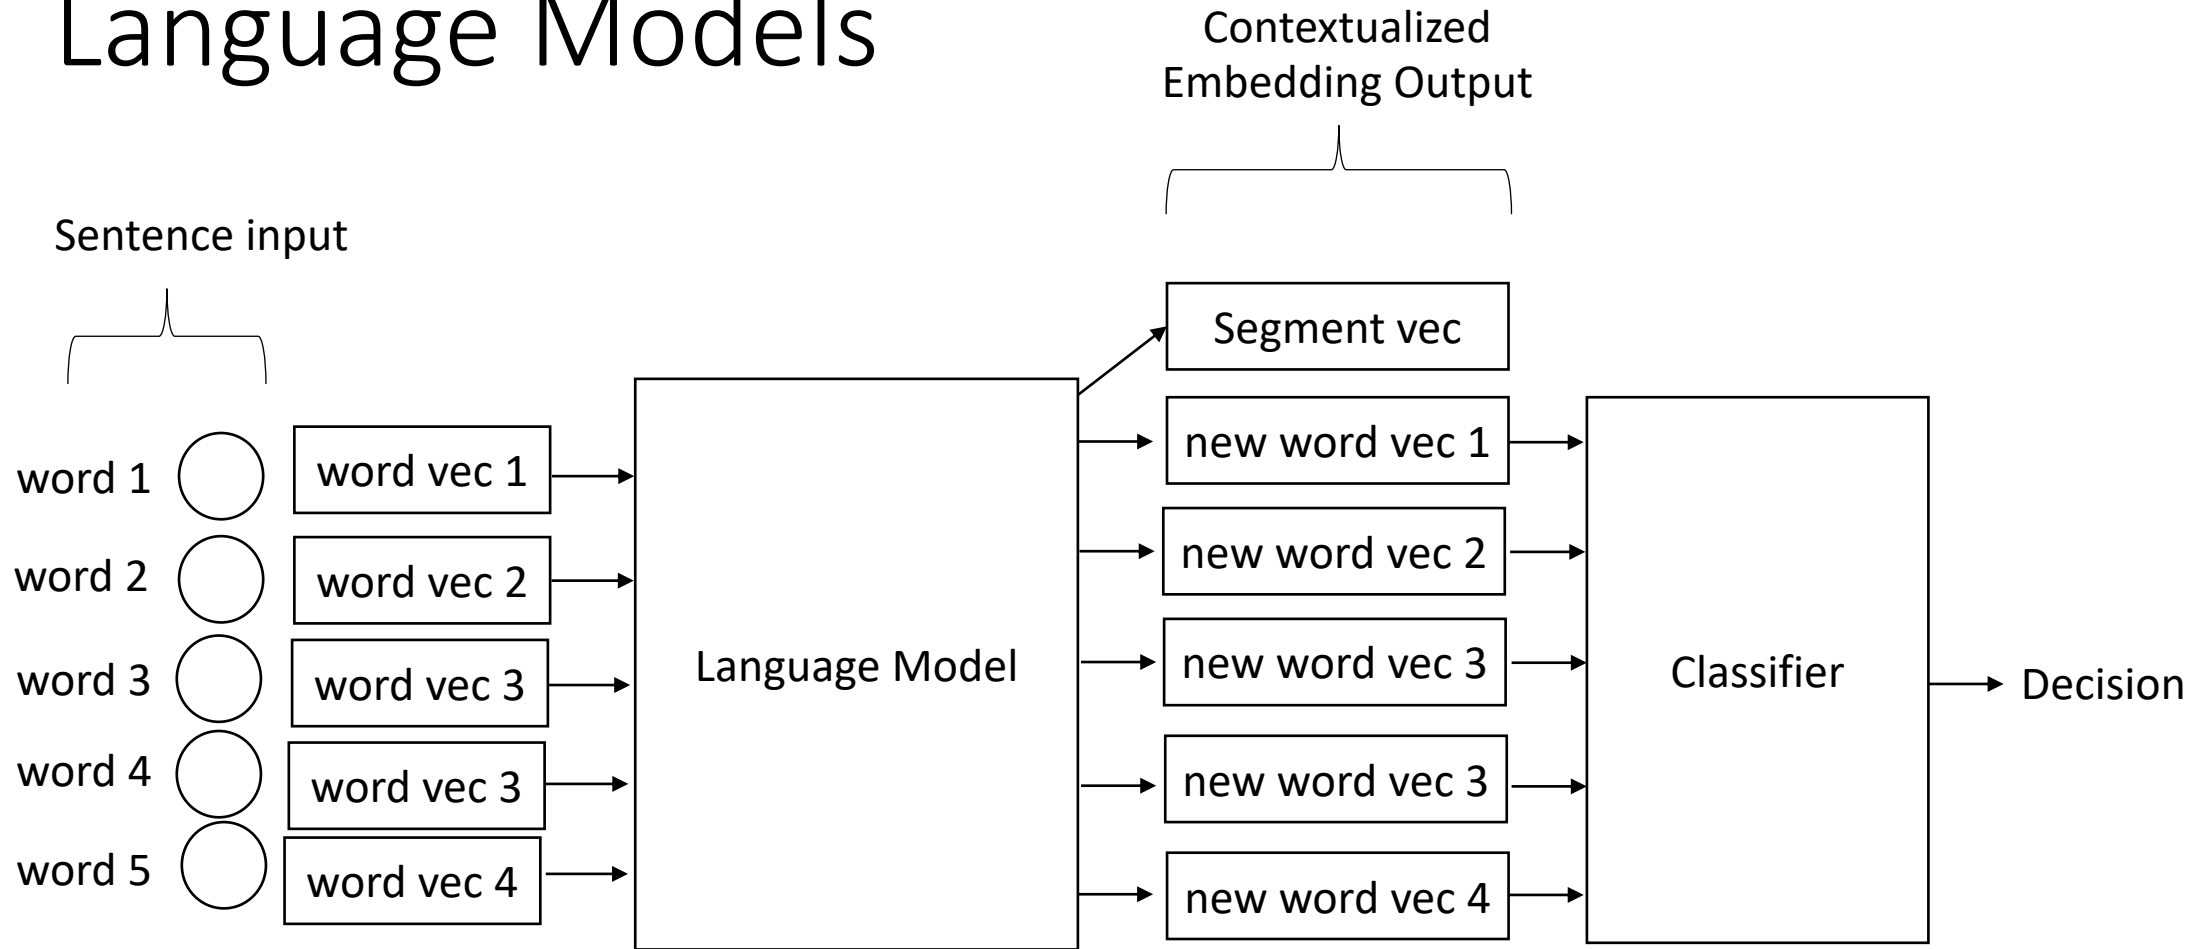 Language Models
Contextualized
Embedding Output
Sentence input
Segment vec
word 1
word vec 1
new word vec 1
word 2
word vec 2
new word vec 2
word 3
word vec 3
Language Model
new word vec 3
Classifier
Decision
word 4
word vec 3
new word vec 3
word 5
word vec 4
new word vec 4